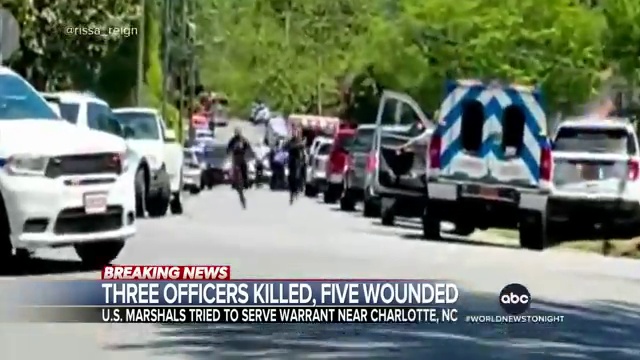 @rissa_reign
BREAKING NEWS
THREE OFFICERS KILLED, FIVE WOUNDED
abc
U.S. MARSHALS TRIED TO SERVE WARRANT NEAR CHARLOTTE, NC
#WORLDNEWSTONIGHT